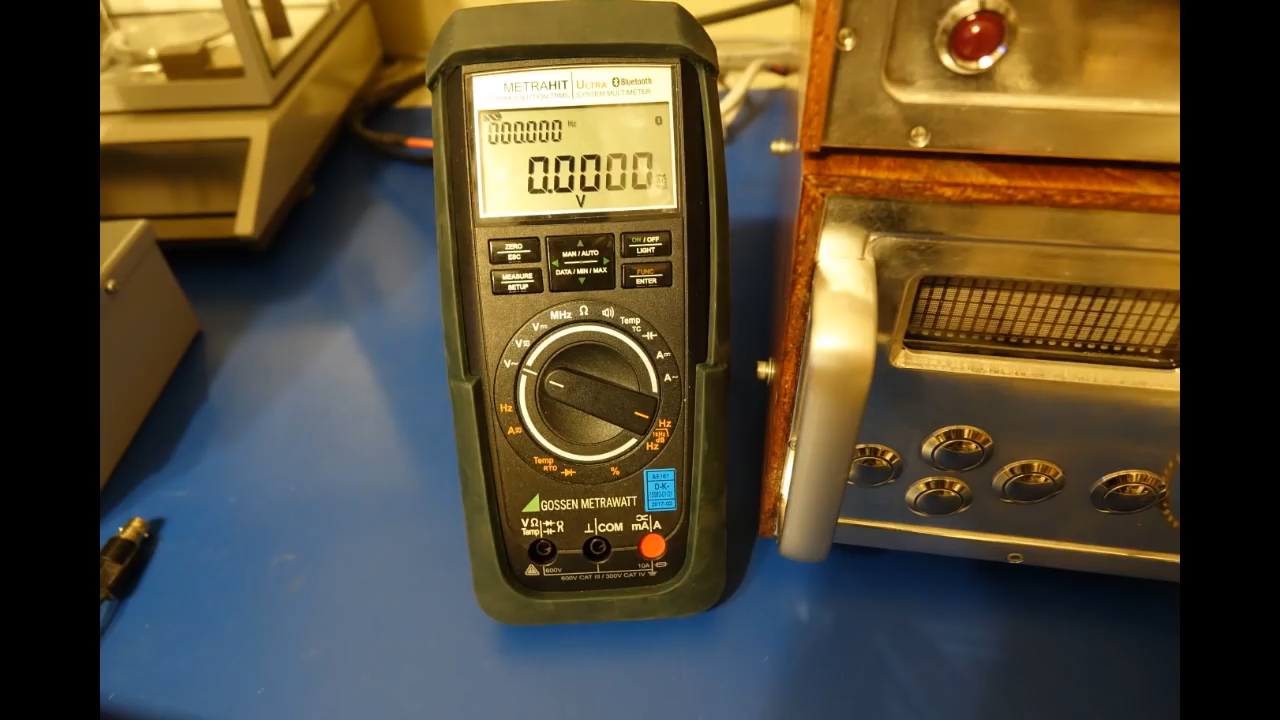 METRAHIT ULTRA Bluetooth
SYSTEM MULTIMETER
000.000 Hz
0.0000
V
ZERO
ESC
MAN / AUTO
DATA / MIN / MAX
ON / OFF
LIGHT
MEASURE
SETUP
FUNC
ENTER
MHz
Ω
Temp
TC
V
V
V~
A
A~
Hz
A
Hz
Hz
Temp
RTD
%
GOSSEN METRAWATT
D-K-
VΩ
Temp
⊥ COM
mA A
600V
10A
600V CAT III / 300V CAT IV